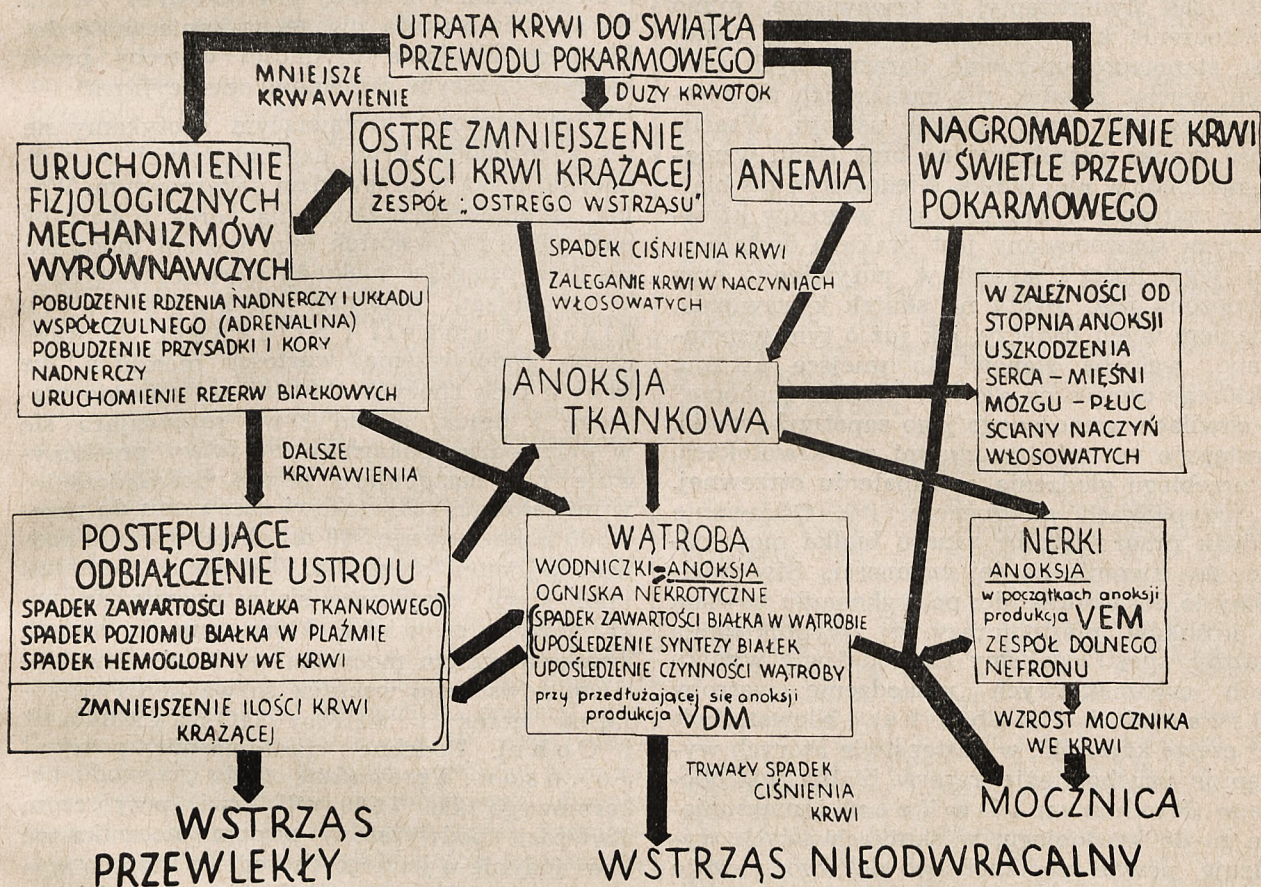 UTRATA KRWI DO SWIATŁA
PRZEWODU POKARMOWEGO
MNIEJSZE
KRWAWIENIE
DUZY KRWOTOK
URUCHOMIENIE
FIZJOLOGICZNYCH
MECHANIZMÓW
WYRÓWNAWCZYCH
POBUDZENIE RDZENIA NADNERCZY I UKŁADU
WSPÓŁCZULNEGO (ADRENALINA)
POBUDZENIE PRZYSADKI I KORY
NADNERCZY
URUCHOMIENIE REZERW BIAŁKOWYCH
OSTRE ZMNIEJSZENIE
ILOŚCI KRWI KRĄŻACEJ
ZESPÓŁ „OSTREGO WSTRZĄSU"
ANEMIA
NAGROMADZENIE KRWI
W ŚWIETLE PRZEWODU
POKARMOWEGO
SPADEK CIŚNIENIA KRWI
ZALEGANIE KRWI W NACZYNIACH
WŁOSOWATYCH
ANOKSJA
TKANKOWA
W ZALEŻNOŚCI OD
STOPNIA ANOKSJI
USZKODZENIA
SERCA – MIĘŚNI
MÓZGU – PŁUC
ŚCIANY NACZYŃ
WŁOSOWATYCH
DALSZE
KRWAWIENIA
POSTĘPUJĄCE
ODBIAŁCZENIE USTROJU
SPADEK ZAWARTOŚCI BIAŁKA TKANKOWEGO
SPADEK POZIOMU BIAŁKA W PLAŹMIE
SPADEK HEMOGLOBINY WE KRWI
ZMNIEJSZENIE ILOŚCI KRWI
KRĄŻĄCEJ
WĄTROBA
WODNICZKI - ANOKSJA
OGNISKA NEKROTYCZNE
SPADEK ZAWARTOŚCI BIAŁKA W WĄTROBIE
UPOŚLEDZENIE SYNTEZY BIAŁEK
UPOŚLEDZENIE CZYNNOŚCI WĄTROBY
przy przedłużającej się anoksji
produkcja VDM
NERKI
ANOKSJA
w początkach anoksji
produkcja VEM
ZESPÓŁ DOLNEGO
NEFRONU
WZROST MOCZNIKA
WE KRWI
TRWAŁY SPADEK
CIŚNIENIA
KRWI
WSTRZĄS
PRZEWLEKŁY
WSTRZĄS NIEODWRACALNY
MOCZNICA